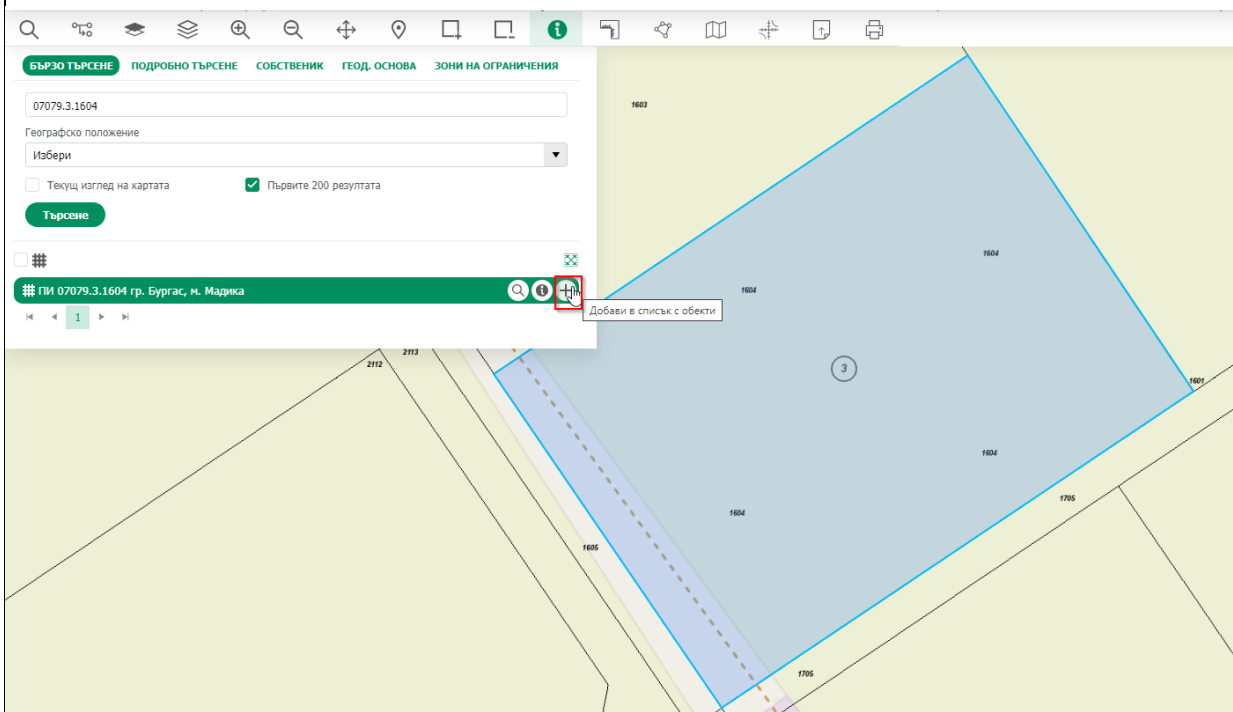 БЪРЗО ТЪРСЕНЕ ПОДРОБНО ТЪРСЕНЕ СОБСТВЕНИК ГЕОД. ОСНОВА ЗОНИ НА ОГРАНИЧЕНИЯ
07079.3.1604
Географско положение
Избери
Текущ изглед на картата Първите 200 резултата
Търсене
ПИ 07079.3.1604 гр. Бургас, м. Мадика
Добави в списък с обекти
1
1603
1604
1604
2113
2112
3
1601
1604
1705
1604
1605
1705